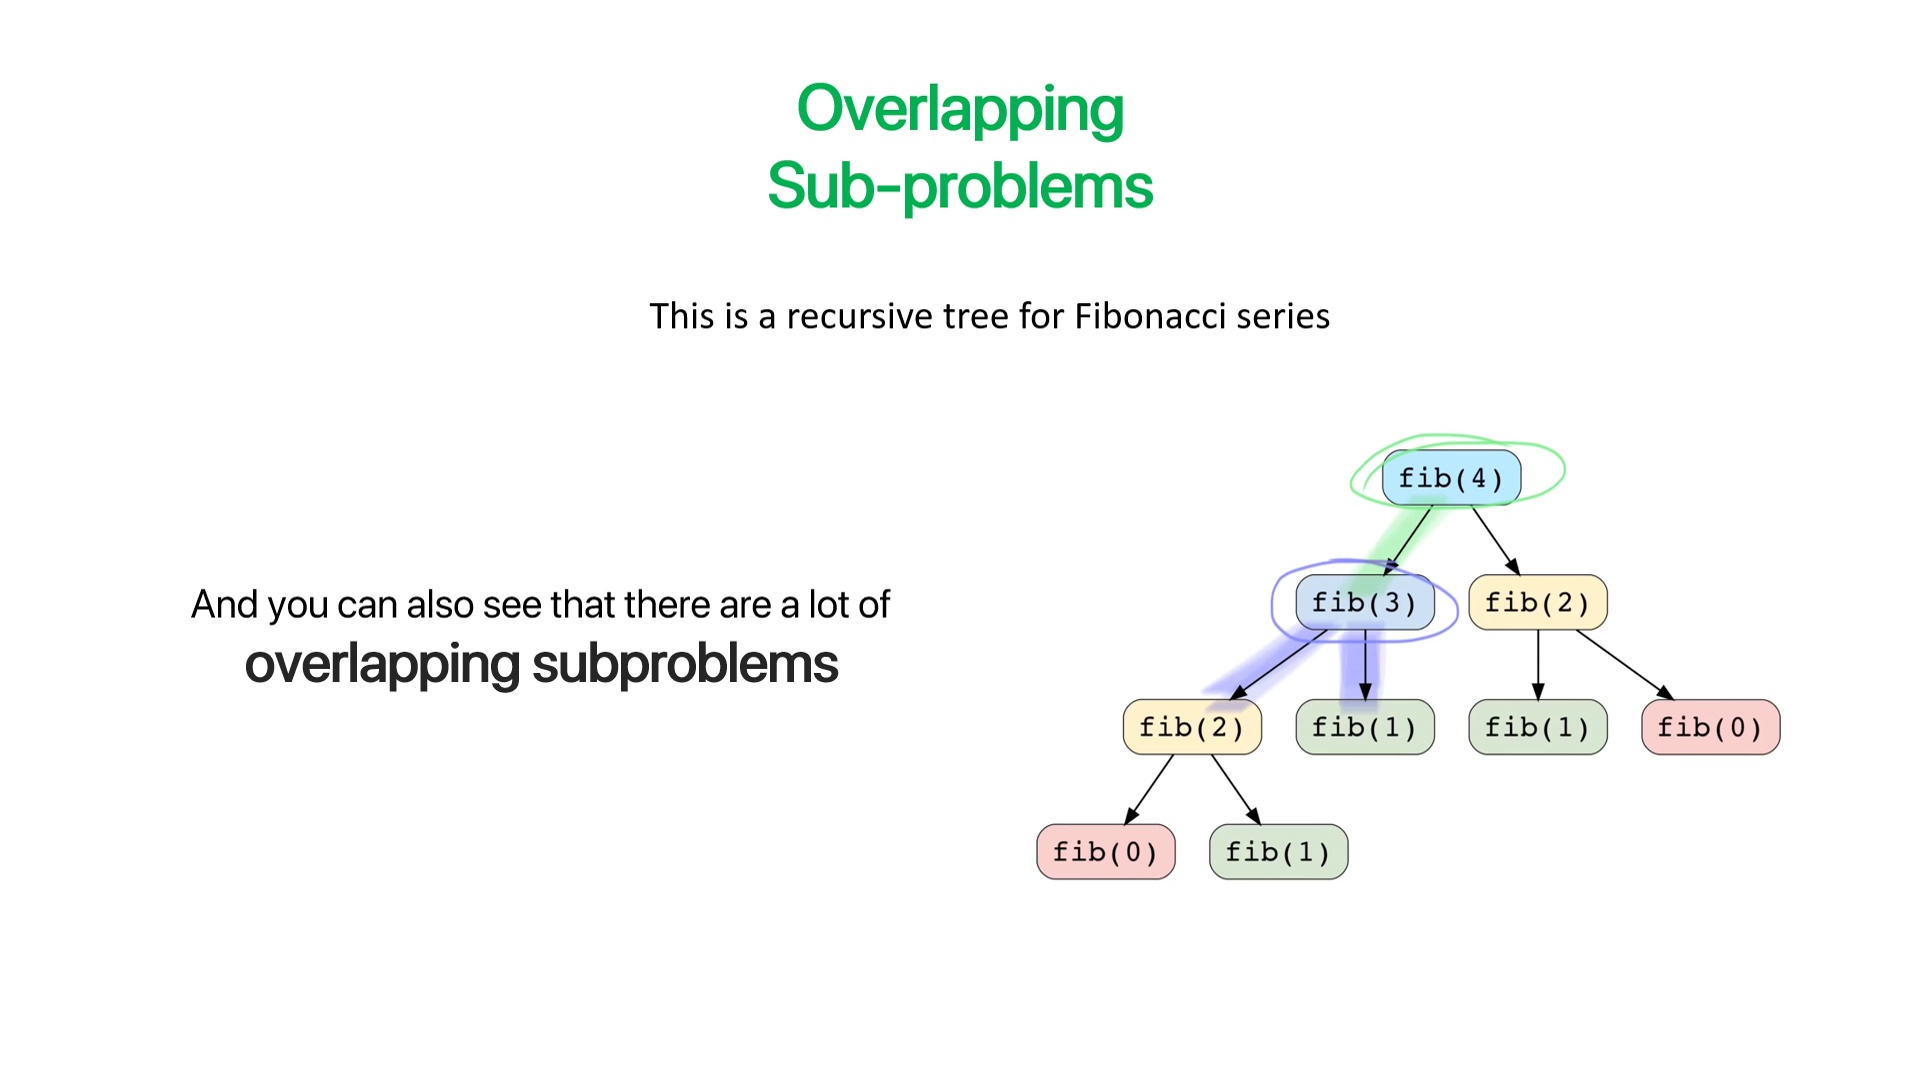 Overlapping
Sub-problems
This is a recursive tree for Fibonacci series
And you can also see that there are a lot of
overlapping subproblems
fib(4)
fib(3)
fib(2)
fib(2)
fib(1)
fib(1)
fib(0)
fib(0)
fib(1)